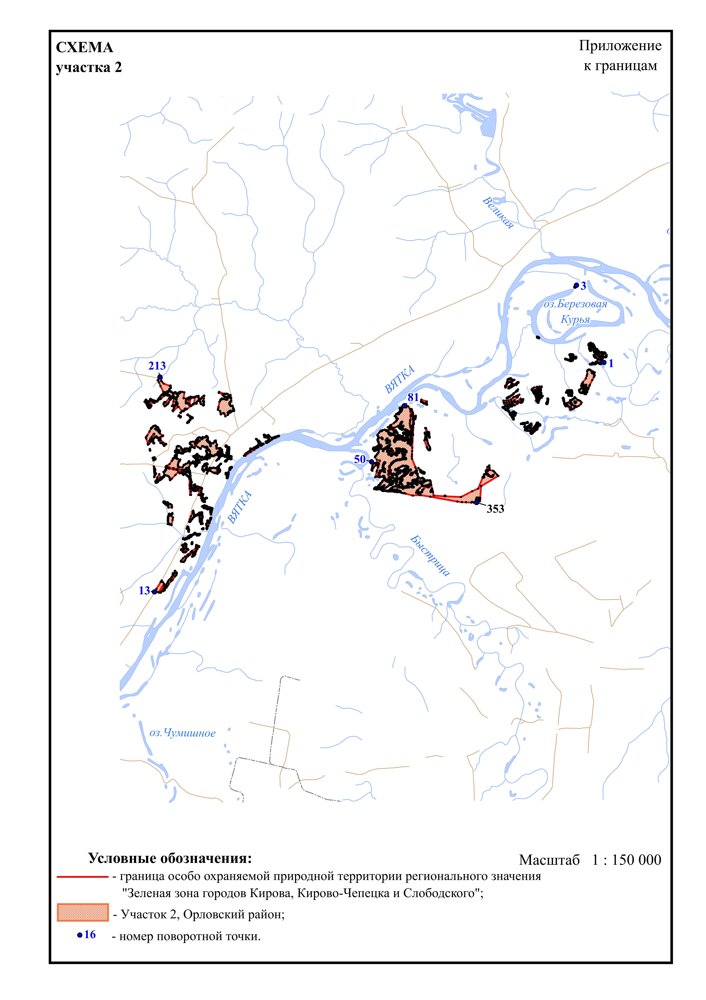 СХЕМА
участка 2
Приложение
к границам
Великая
3
оз.Березовая
Курья
213
1
ВЯТКА
81
50
ВЯТКА
353
Быстрица
13
оз.Чумишное
Условные обозначения:
Масштаб 1 : 150 000
- граница особо охраняемой природной территории регионального значения
"Зеленая зона городов Кирова, Кирово-Чепецка и Слободского";
- Участок 2, Орловский район;
16 - номер поворотной точки.